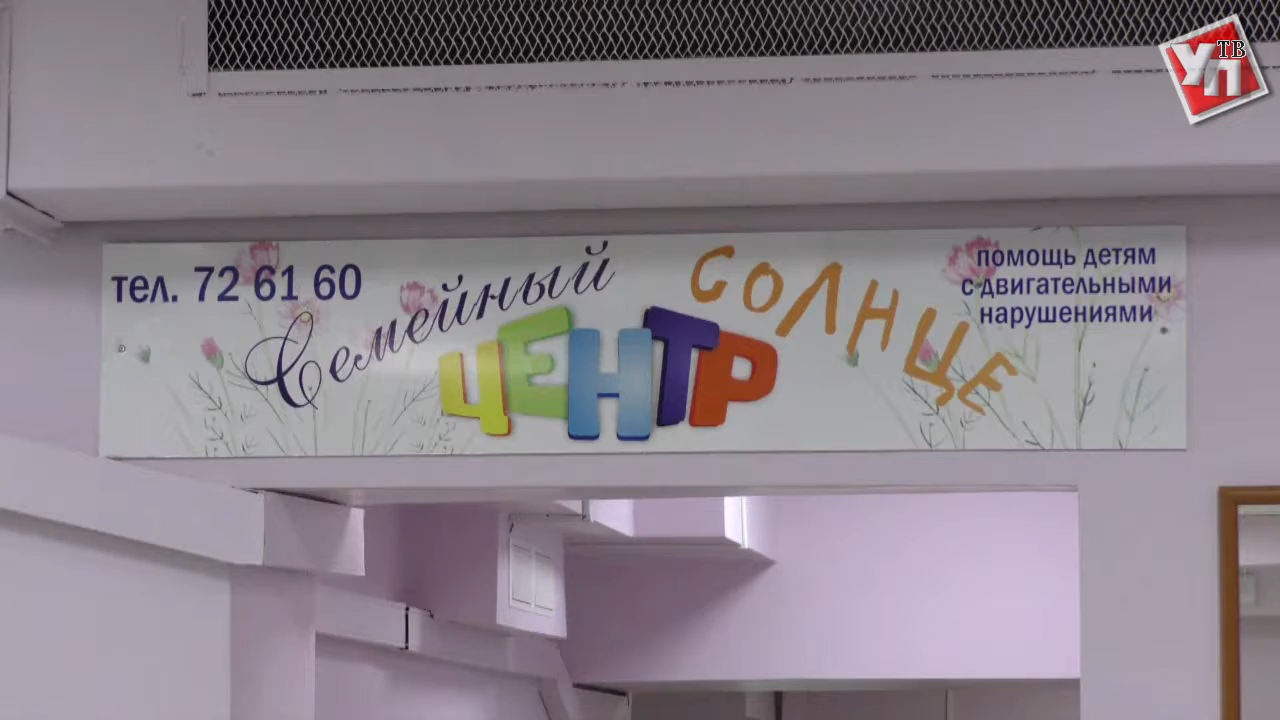 тел. 72 61 60
Семейный
ЦЕНТР
СОЛНЦЕ
помощь детям
с двигательными
нарушениями
УП ТВ